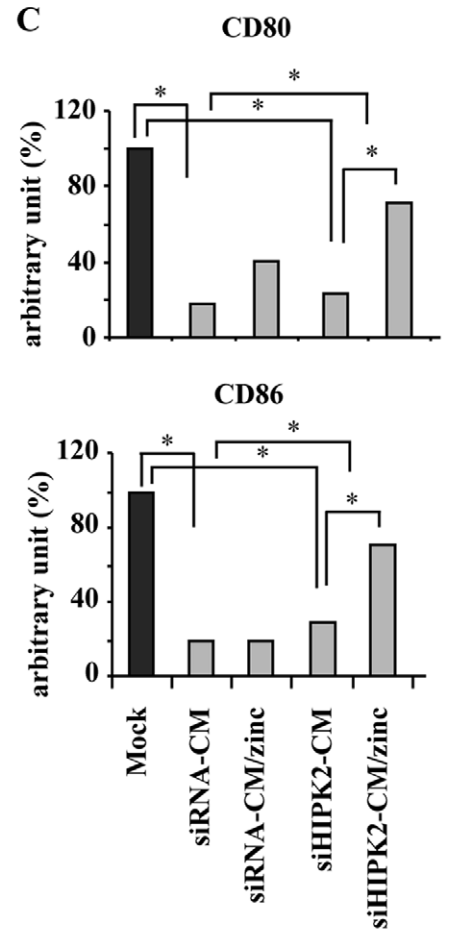 C
CD80
*
*
*
*
arbitrary unit (%)
120
80
40
0
CD86
*
*
*
*
arbitrary unit (%)
120
80
40
0
Mock
siRNA-CM
siRNA-CM/zinc
siHIPK2-CM
siHIPK2-CM/zinc